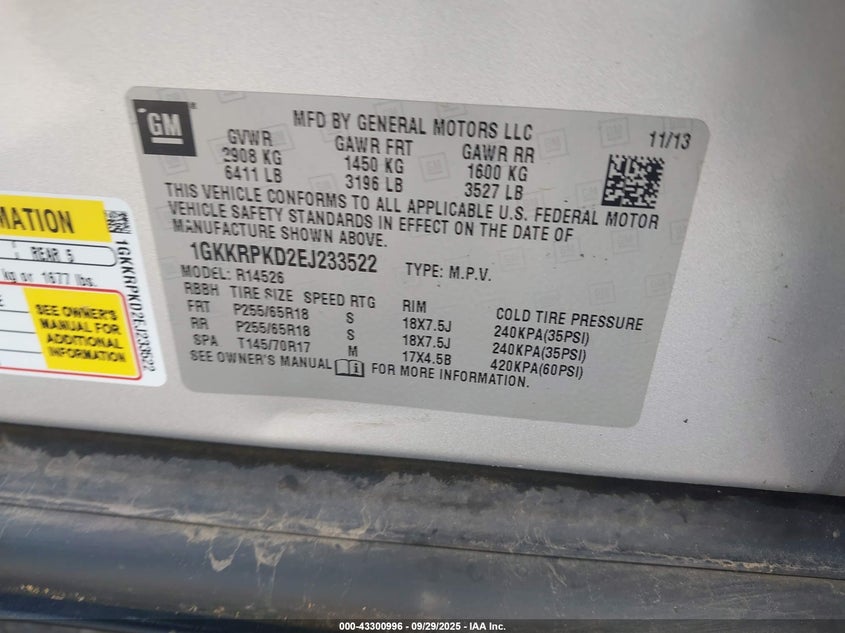 GM
MFD BY GENERAL MOTORS LLC
11/13
GVWR GAWR FRT GAWR RR
2908 KG 1450 KG 1600 KG
6411 LB 3196 LB 3527 LB
THIS VEHICLE CONFORMS TO ALL APPLICABLE U.S. FEDERAL MOTOR
VEHICLE SAFETY STANDARDS IN EFFECT ON THE DATE OF
MANUFACTURE SHOWN ABOVE.
1GKKRPKD2EJ233522 TYPE: M.P.V.
MODEL: R14526
RBBH TIRE SIZE SPEED RTG RIM COLD TIRE PRESSURE
FRT P255/65R18 S 18X7.5J 240KPA(35PSI)
RR P255/65R18 S 18X7.5J 240KPA(35PSI)
SPA T145/70R17 M 17X4.5B 420KPA(60PSI)
SEE OWNER'S MANUAL FOR MORE INFORMATION.
MATION
REAR 5
kg or 1677 lbs.
SEE OWNER'S
MANUAL FOR
ADDITIONAL
INFORMATION
1GKKRPKD2EJ233522
000-43300996 - 09/29/2025 - IAA Inc.